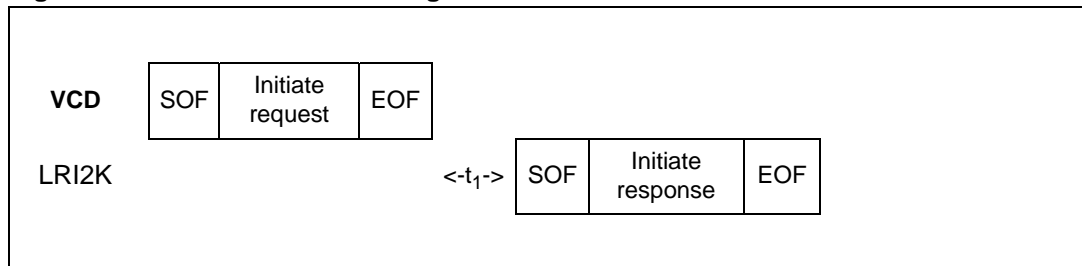 VCD SOF Initiate request EOF
LRI2K <-t1-> SOF Initiate response EOF